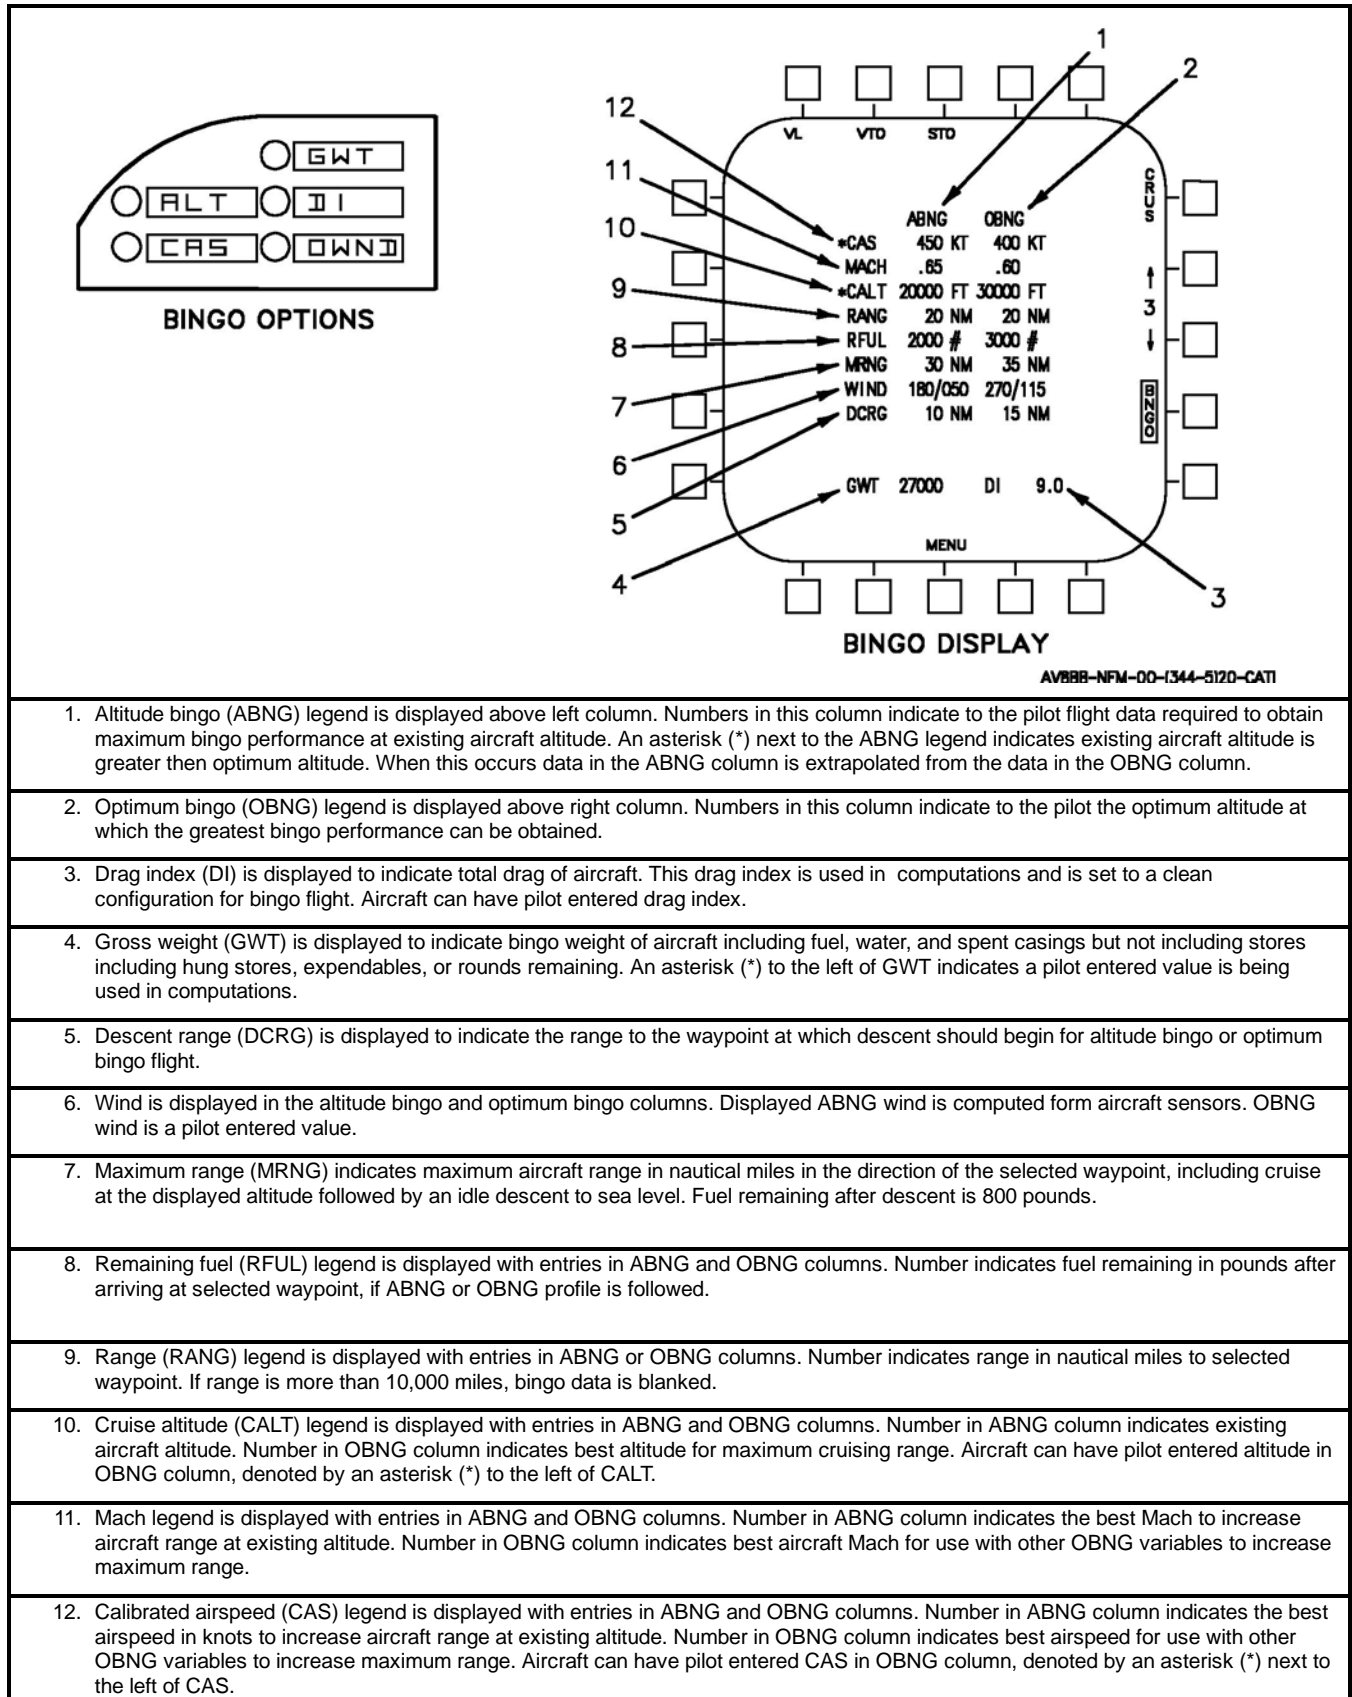 1
2
12
VL VTO STO
GWT
11
CRUS
ALT DI
ABNG OBNG
10
*CAS 450 KT 400 KT
CAS OWND
MACH .65 .60
9
*CALT 20000 FT 30000 FT
BINGO OPTIONS
RANG 20 NM 20 NM
3
8
RFUL 2000 # 3000 #
MRNG 30 NM 35 NM
7
WIND 180/050 270/115
BNGO
DCRG 10 NM 15 NM
6
GWT 27000 DI 9.0
5
MENU
4
3
BINGO DISPLAY
AV8BB-NFM-00-(344-5)20-CATI
1. Altitude bingo (ABNG) legend is displayed above left column. Numbers in this column indicate to the pilot flight data required to obtain
maximum bingo performance at existing aircraft altitude. An asterisk (*) next to the ABNG legend indicates existing aircraft altitude is
greater then optimum altitude. When this occurs data in the ABNG column is extrapolated from the data in the OBNG column.
2. Optimum bingo (OBNG) legend is displayed above right column. Numbers in this column indicate to the pilot the optimum altitude at
which the greatest bingo performance can be obtained.
3. Drag index (DI) is displayed to indicate total drag of aircraft. This drag index is used in computations and is set to a clean
configuration for bingo flight. Aircraft can have pilot entered drag index.
4. Gross weight (GWT) is displayed to indicate bingo weight of aircraft including fuel, water, and spent casings but not including stores
including hung stores, expendables, or rounds remaining. An asterisk (*) to the left of GWT indicates a pilot entered value is being
used in computations.
5. Descent range (DCRG) is displayed to indicate the range to the waypoint at which descent should begin for altitude bingo or optimum
bingo flight.
6. Wind is displayed in the altitude bingo and optimum bingo columns. Displayed ABNG wind is computed form aircraft sensors. OBNG
wind is a pilot entered value.
7. Maximum range (MRNG) indicates maximum aircraft range in nautical miles in the direction of the selected waypoint, including cruise
at the displayed altitude followed by an idle descent to sea level. Fuel remaining after descent is 800 pounds.
8. Remaining fuel (RFUL) legend is displayed with entries in ABNG and OBNG columns. Number indicates fuel remaining in pounds after
arriving at selected waypoint, if ABNG or OBNG profile is followed.
9. Range (RANG) legend is displayed with entries in ABNG or OBNG columns. Number indicates range in nautical miles to selected
waypoint. If range is more than 10,000 miles, bingo data is blanked.
10. Cruise altitude (CALT) legend is displayed with entries in ABNG and OBNG columns. Number in ABNG column indicates existing
aircraft altitude. Number in OBNG column indicates best altitude for maximum cruising range. Aircraft can have pilot entered altitude in
OBNG column, denoted by an asterisk (*) to the left of CALT.
11. Mach legend is displayed with entries in ABNG and OBNG columns. Number in ABNG column indicates the best Mach to increase
aircraft range at existing altitude. Number in OBNG column indicates best aircraft Mach for use with other OBNG variables to increase
maximum range.
12. Calibrated airspeed (CAS) legend is displayed with entries in ABNG and OBNG columns. Number in ABNG column indicates the best
airspeed in knots to increase aircraft range at existing altitude. Number in OBNG column indicates best airspeed for use with other
OBNG variables to increase maximum range. Aircraft can have pilot entered CAS in OBNG column, denoted by an asterisk (*) next to
the left of CAS.